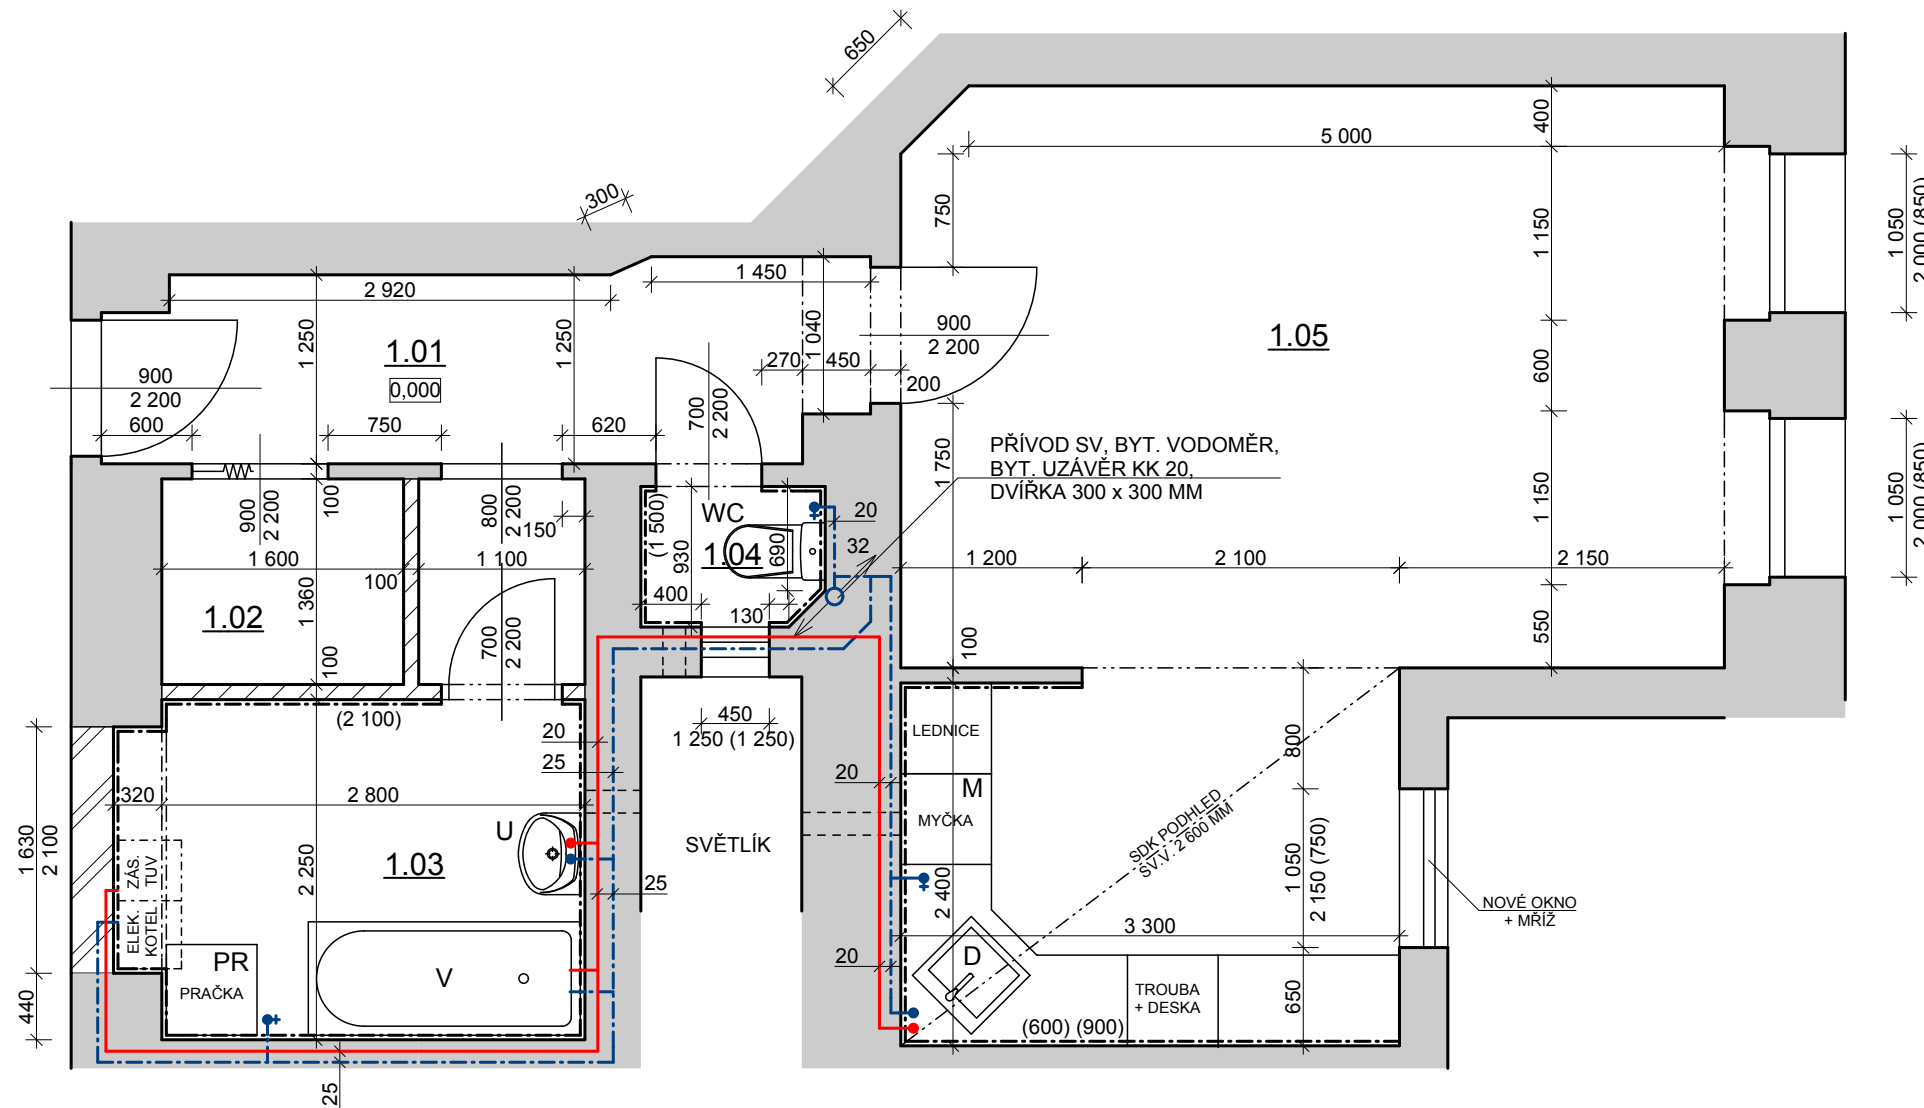 650
5 000
400
300
750
1 150
1 050
2 000 (850)
2 920
1 450
1 250
1 250
1 040
1.01
0,000
900
2 200
270
450
900
2 200
200
1.05
600
600
750
620
700
2 200
1 750
PŘÍVOD SV, BYT. VODOMĚR,
BYT. UZÁVĚR KK 20,
DVÍŘKA 300 x 300 MM
1 150
1 050
2 000 (850)
900
2 200
100
800
2 200
150
(1 500)
930
WC
1.04
690
20
32
1 600
100
1 100
1 200
2 100
2 150
1.02
1 360
100
700
2 200
400
130
100
550
(2 100)
20
25
450
1 250 (1 250)
LEDNICE
800
320
2 800
20
M
MYČKA
SDK PODHLED
SV.V. 2 600 MM
1 630
2 100
ZÁS.
TUV
ELEK.
KOTEL
2 250
1.03
U
SVĚTLÍK
25
2 400
1 050
2 150 (750)
NOVÉ OKNO
+ MŘÍŽ
3 300
20
D
PR
PRAČKA
V
440
TROUBA
+ DESKA
650
(600) (900)
25